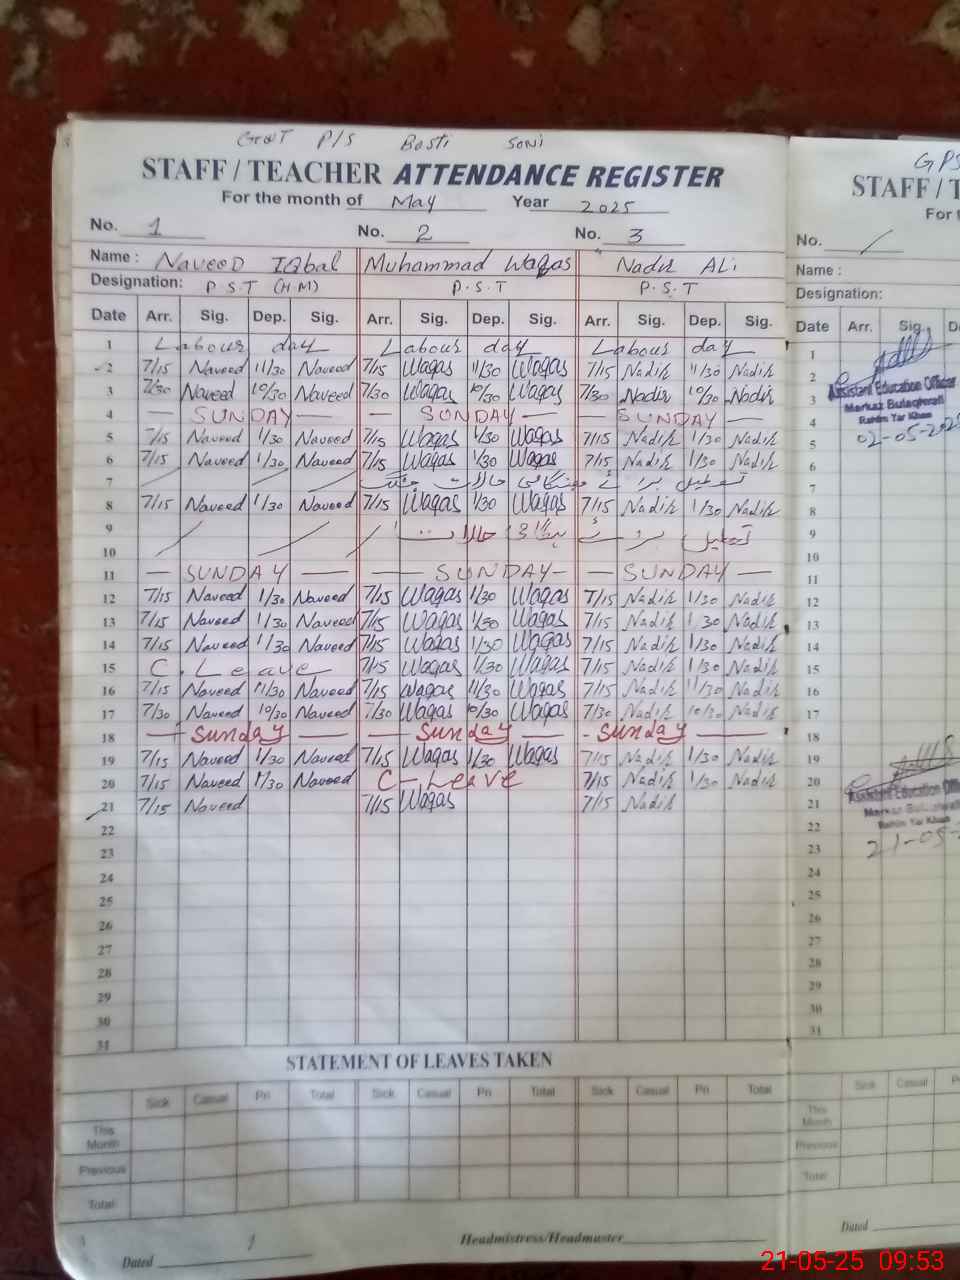 Govt P/S Basti Soni
STAFF / TEACHER ATTENDANCE REGISTER
For the month of May Year 2025
No. 1 No. 2 No. 3
Name : Naveed Iqbal Muhammad Waqas Nadir Ali
Designation: P.S.T (H.M) P.S.T P.S.T
Date Arr. Sig. Dep. Sig. Arr. Sig. Dep. Sig. Arr. Sig. Dep. Sig.
1 Labour day Labour day Labour day
2 7/15 Naveed 11/30 Naveed 7/15 Waqas 11/30 Waqas 7/15 Nadir 11/30 Nadir
3 7/30 Naveed 10/30 Naveed 7/30 Waqas 10/30 Waqas 7/30 Nadir 10/30 Nadir
4 — SUNDAY — — SUNDAY — — SUNDAY —
5 7/15 Naveed 1/30 Naveed 7/15 Waqas 1/30 Waqas 7/15 Nadir 1/30 Nadir
6 7/15 Naveed 1/30 Naveed 7/15 Waqas 1/30 Waqas 7/15 Nadir 1/30 Nadir
7 تعطیل برائے ہنگامی حالات جنگ
8 7/15 Naveed 1/30 Naveed 7/15 Waqas 1/30 Waqas 7/15 Nadir 1/30 Nadir
9 تعطیل برائے ہنگامی حالات
10
11 — SUNDAY — — SUNDAY — — SUNDAY —
12 7/15 Naveed 1/30 Naveed 7/15 Waqas 1/30 Waqas 7/15 Nadir 1/30 Nadir
13 7/15 Naveed 1/30 Naveed 7/15 Waqas 1/30 Waqas 7/15 Nadir 1/30 Nadir
14 7/15 Naveed 1/30 Naveed 7/15 Waqas 1/30 Waqas 7/15 Nadir 1/30 Nadir
15 C. Leave 7/15 Waqas 1/30 Waqas 7/15 Nadir 1/30 Nadir
16 7/15 Naveed 11/30 Naveed 7/15 Waqas 11/30 Waqas 7/15 Nadir 11/30 Nadir
17 7/30 Naveed 10/30 Naveed 7/30 Waqas 10/30 Waqas 7/30 Nadir 10/30 Nadir
18 — Sunday — — Sunday — - Sunday —
19 7/15 Naveed 1/30 Naveed 7/15 Waqas 1/30 Waqas 7/15 Nadir 1/30 Nadir
20 7/15 Naveed 1/30 Naveed C-Leave 7/15 Nadir 1/30 Nadir
21 7/15 Naveed 7/15 Waqas 7/15 Nadir
22
23
24
25
26
27
28
29
30
31
STATEMENT OF LEAVES TAKEN
Sick Casual Pri Total Sick Casual Pri Total Sick Casual Pri Total
This Month
Previous
Total
Dated Headmistress/Headmaster
GPS
STAFF / T
For t
No.
Name :
Designation:
Date Arr. Sig. D
1
2
Assistant Education Officer
3
Markaz Bulaqiwali
4
Rahim Yar Khan
02-05-2025
5
6
7
8
9
10
11
12
13
14
15
16
17
18
19
20
Assistant Education Offi
21
Rahim Yar Khan
22
21-05-
23
24
25
26
27
28
29
30
31
Sick Casual
This Month
Previous
Total
Dated
21-05-25 09:53